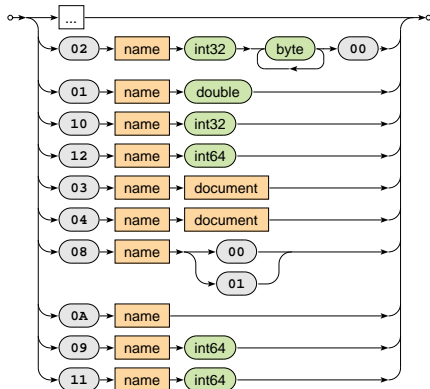 ...
02 name int32 byte 00
01 name double
10 name int32
12 name int64
03 name document
04 name document
08 name 00
01
0A name
09 name int64
11 name int64